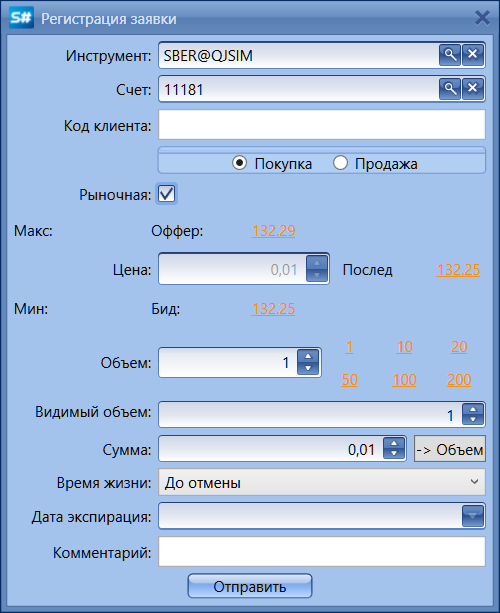 S# Регистрация заявки
Инструмент: SBER@QJSIM
Счет: 11181
Код клиента:
Покупка Продажа
Рыночная:
Макс: Оффер: 132.29
Цена: 0,01 Послед 132.25
Мин: Бид: 132.25
1 10 20
Объем: 1
50 100 200
Видимый объем: 1
Сумма: 0,01 -> Объем
Время жизни: До отмены
Дата экспирация:
Комментарий:
Отправить